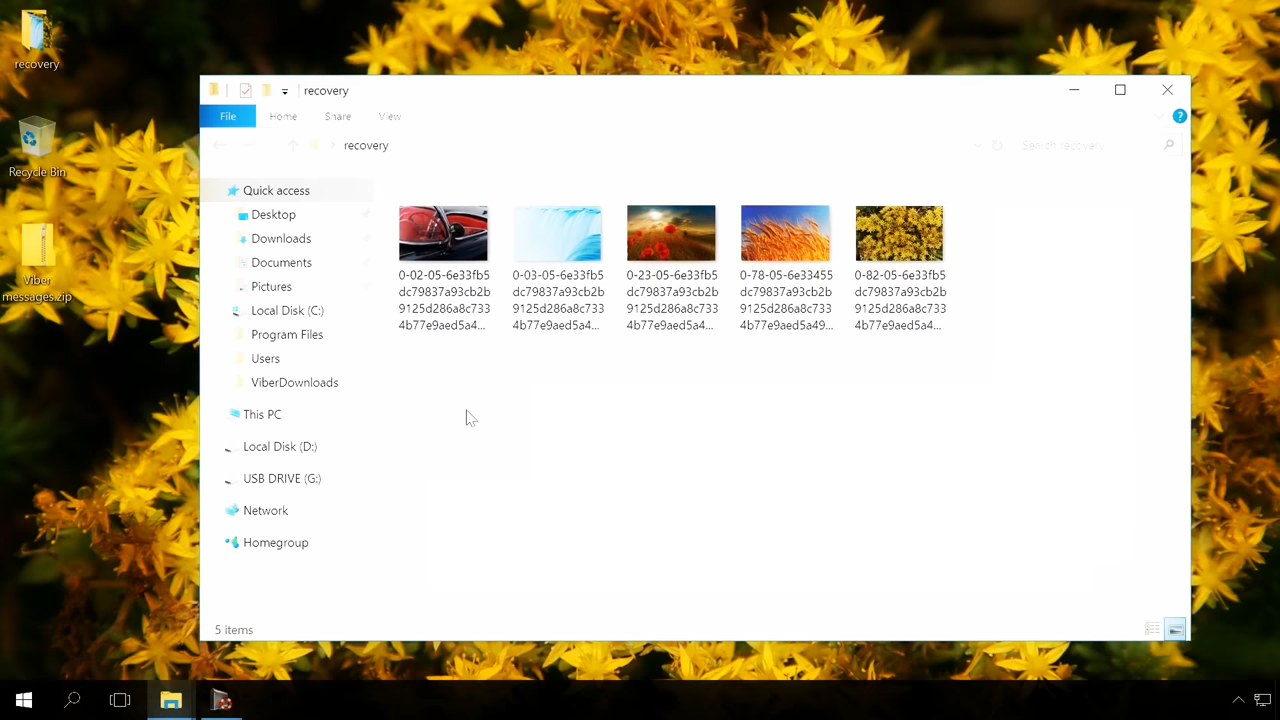 recovery
Recycle Bin
Viber
messages.zip
recovery
File
Home
Share
View
?
recovery
Search recovery
Quick access
Desktop
Downloads
Documents
Pictures
Local Disk (C:)
Program Files
Users
ViberDownloads
This PC
Local Disk (D:)
USB DRIVE (G:)
Network
Homegroup
0-02-05-6e33fb5
dc79837a93cb2b
9125d286a8c733
4b77e9aed5a4...
0-03-05-6e33fb5
dc79837a93cb2b
9125d286a8c733
4b77e9aed5a4...
0-23-05-6e33fb5
dc79837a93cb2b
9125d286a8c733
4b77e9aed5a4...
0-78-05-6e33455
dc79837a93cb2b
9125d286a8c733
4b77e9aed5a49...
0-82-05-6e33fb5
dc79837a93cb2b
9125d286a8c733
4b77e9aed5a4...
5 items